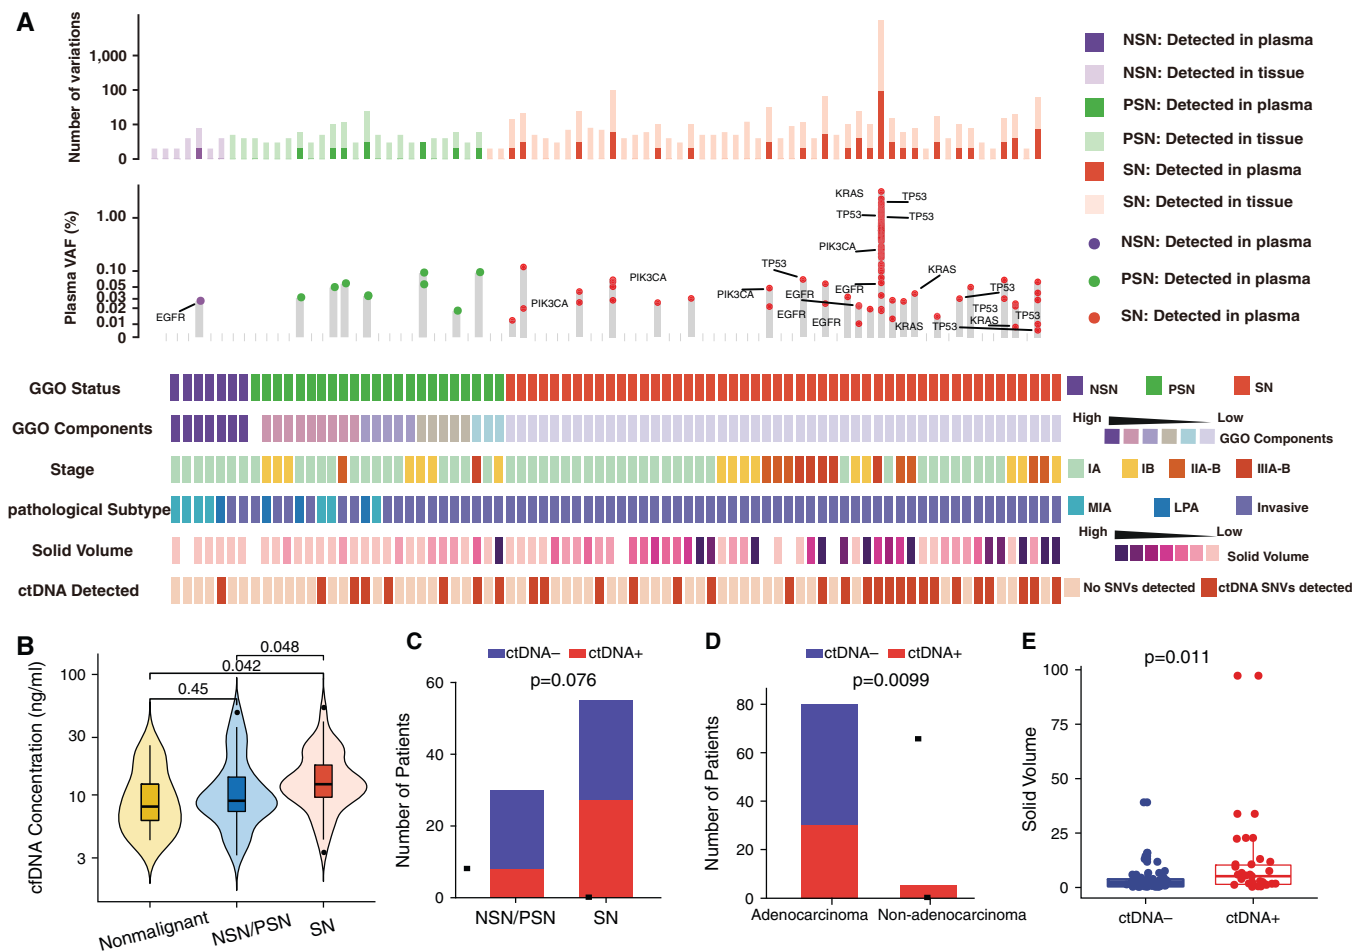 A
Number of variations
1,000
100
10
0
NSN: Detected in plasma
NSN: Detected in tissue
PSN: Detected in plasma
PSN: Detected in tissue
SN: Detected in plasma
SN: Detected in tissue
NSN: Detected in plasma
PSN: Detected in plasma
SN: Detected in plasma
Plasma VAF (%)
1.00
0.10
0.05
0.03
0.02
0.01
0
EGFR
PIK3CA
PIK3CA
PIK3CA
TP53
EGFR
EGFR
EGFR
KRAS
TP53
TP53
TP53
PIK3CA
EGFR
KRAS
KRAS
TP53
TP53
TP53
KRAS
TP53
GGO Status
NSN
PSN
SN
GGO Components
High
Low
GGO Components
Stage
IA
IB
IIA-B
IIIA-B
pathological Subtype
MIA
LPA
Invasive
Solid Volume
High
Low
Solid Volume
ctDNA Detected
No SNVs detected
ctDNA SNVs detected
B
cfDNA Concentration (ng/ml)
100
30
10
3
0.048
0.042
0.45
Nonmalignant
NSN/PSN
SN
C
ctDNA−
ctDNA+
p=0.076
Number of Patients
60
40
20
0
NSN/PSN
SN
D
ctDNA−
ctDNA+
p=0.0099
Number of Patients
80
60
40
20
0
Adenocarcinoma
Non-adenocarcinoma
E
p=0.011
Solid Volume
100
75
50
25
0
ctDNA−
ctDNA+